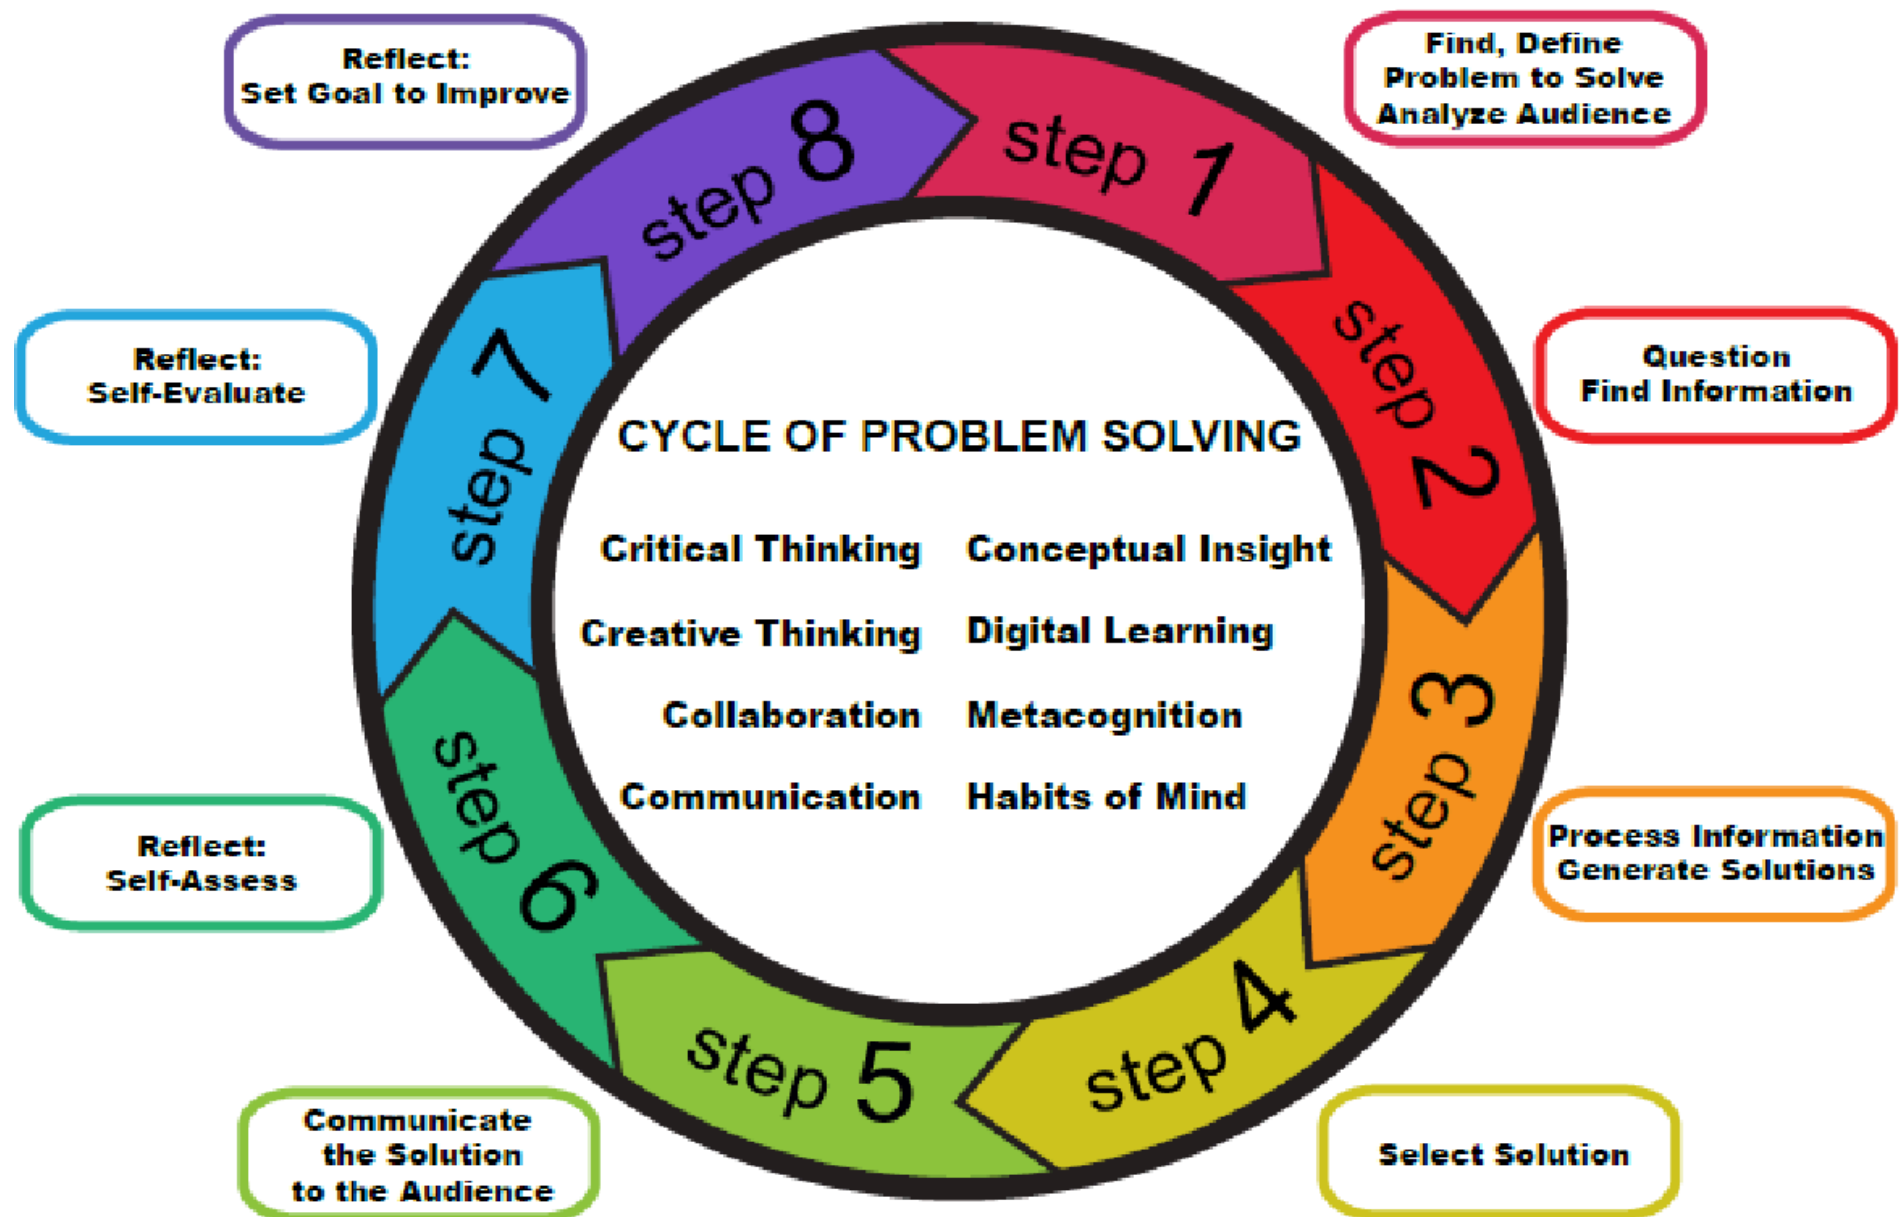 Reflect:
Set Goal to Improve
Find, Define
Problem to Solve
Analyze Audience
step 8
step 1
Reflect:
Self-Evaluate
step 7
step 2
Question
Find Information
CYCLE OF PROBLEM SOLVING
Critical Thinking Conceptual Insight
Creative Thinking Digital Learning
Collaboration Metacognition
Communication Habits of Mind
Reflect:
Self-Assess
step 6
step 3
Process Information
Generate Solutions
step 5
step 4
Communicate
the Solution
to the Audience
Select Solution